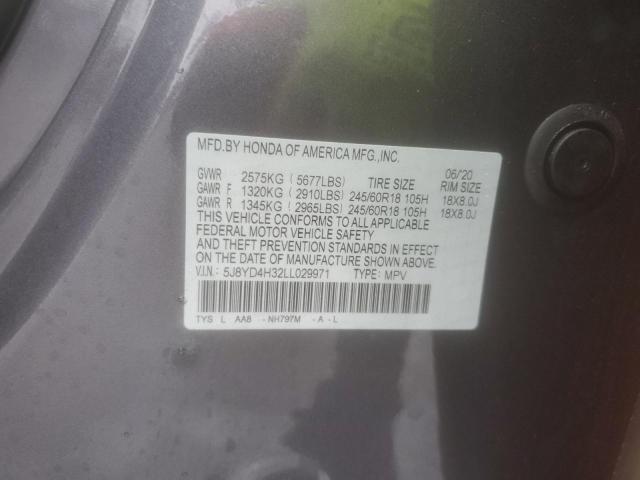 MFD.BY HONDA OF AMERICA MFG.,INC. 06/20
GVWR 2575KG (5677LBS) TIRE SIZE RIM SIZE
GAWR F 1320KG (2910LBS) 245/60R18 105H 18X8.0J
GAWR R 1345KG (2965LBS) 245/60R18 105H 18X8.0J
THIS VEHICLE CONFORMS TO ALL APPLICABLE
FEDERAL MOTOR VEHICLE SAFETY
AND THEFT PREVENTION STANDARDS IN EFFECT
ON THE DATE OF MANUFACTURE SHOWN ABOVE.
V.I.N.: 5J8YD4H32LL029971 TYPE: MPV
TYS L AA8 -NH797M -A-L